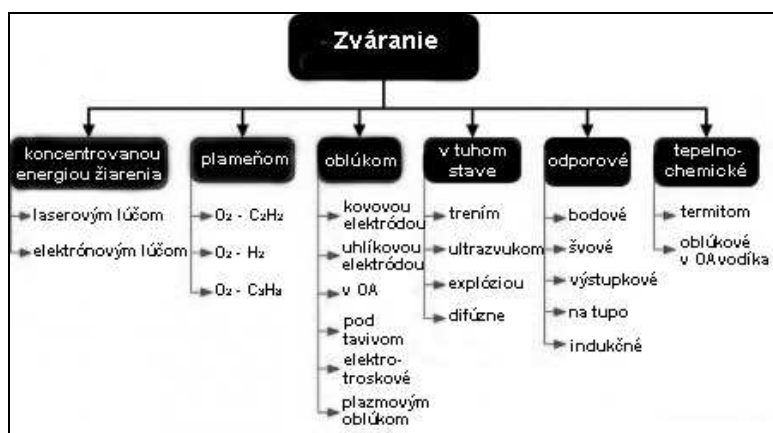 Zváranie
koncentrovanou
energiou žiarenia
laserovým lúčom
elektrónovým lúčom
plameňom
O₂ - C₂H₂
O₂ - H₂
O₂ - C₃H₈
oblúkom
kovovou
elektródou
uhlíkovou
elektródou
v OA
pod
tavivom
elektro-
troskové
plazmovým
oblúkom
v tuhom
stave
trením
ultrazvukom
explóziou
difúzne
odporové
bodové
švové
výstupkové
na tupo
indukčné
tepelno-
chemické
termitom
oblúkové
v OA vodíka